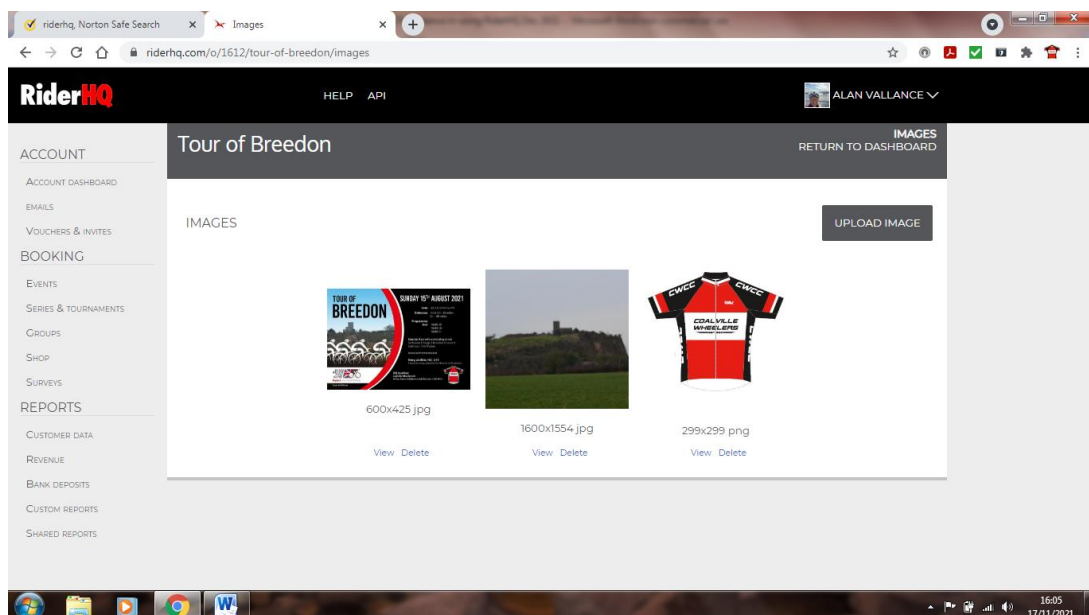 riderhq, Norton Safe Search
Images
riderhq.com/o/1612/tour-of-breedon/images
RiderHQ
HELP API
ALAN VALLANCE
Tour of Breedon
IMAGES
RETURN TO DASHBOARD
ACCOUNT
ACCOUNT DASHBOARD
EMAILS
VOUCHERS & INVITES
BOOKING
EVENTS
SERIES & TOURNAMENTS
GROUPS
SHOP
SURVEYS
REPORTS
CUSTOMER DATA
REVENUE
BANK DEPOSITS
CUSTOM REPORTS
SHARED REPORTS
IMAGES
UPLOAD IMAGE
TOUR OF
BREEDON
SUNDAY 15TH AUGUST 2021
600x425 jpg
View Delete
1600x1554 jpg
View Delete
CWCC
CWCC
COALVILLE
WHEELERS
299x299 png
View Delete
16:05
17/11/2021